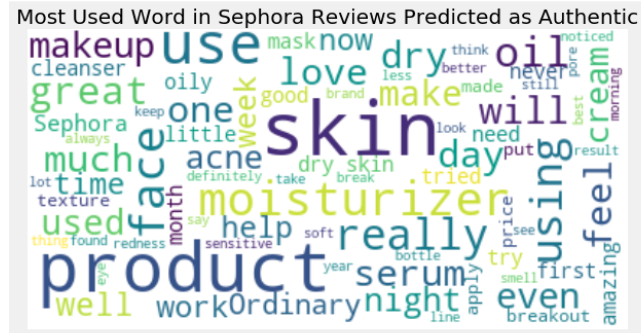 Most Used Word in Sephora Reviews Predicted as Authentic
makeup use mask now dry think oil noticed
cleanser oily love less better never pore
great one week good brand make made still cream morning
Sephora keep little skin look will need best
always face acne dry skin day put result
much definitely take break tried using
lot time moisturizer feel
texture month say help soft really price see
used sensitive
thing found redness year bottle try smell first amazing
product eye serum apply
well work Ordinary night line even breakout